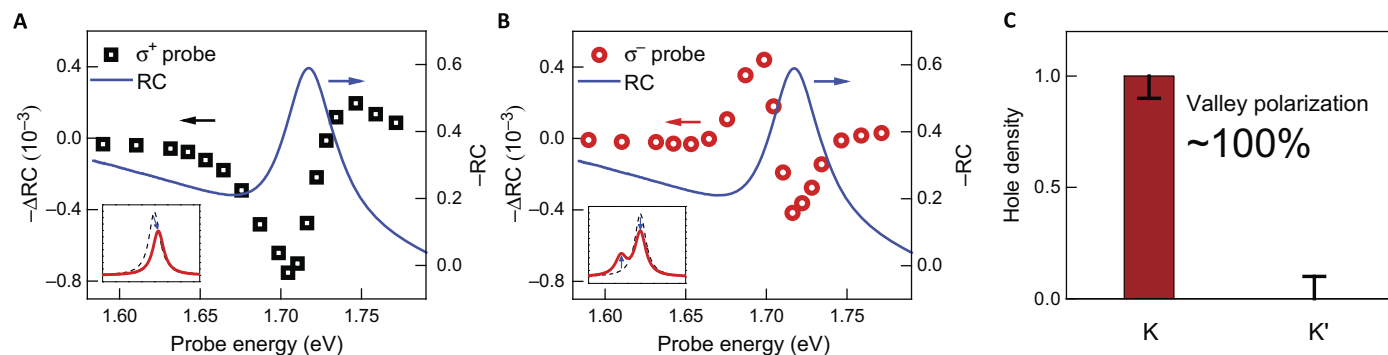 A
σ⁺ probe
RC
−ΔRC (10⁻³)
0.4
0.0
−0.4
−0.8
0.6
0.4
0.2
0.0
−RC
1.60
1.65
1.70
1.75
Probe energy (eV)
B
σ⁻ probe
RC
−ΔRC (10⁻³)
0.4
0.0
−0.4
−0.8
0.6
0.4
0.2
0.0
−RC
1.60
1.65
1.70
1.75
Probe energy (eV)
C
Hole density
1.0
0.5
0.0
Valley polarization
~100%
K
K'